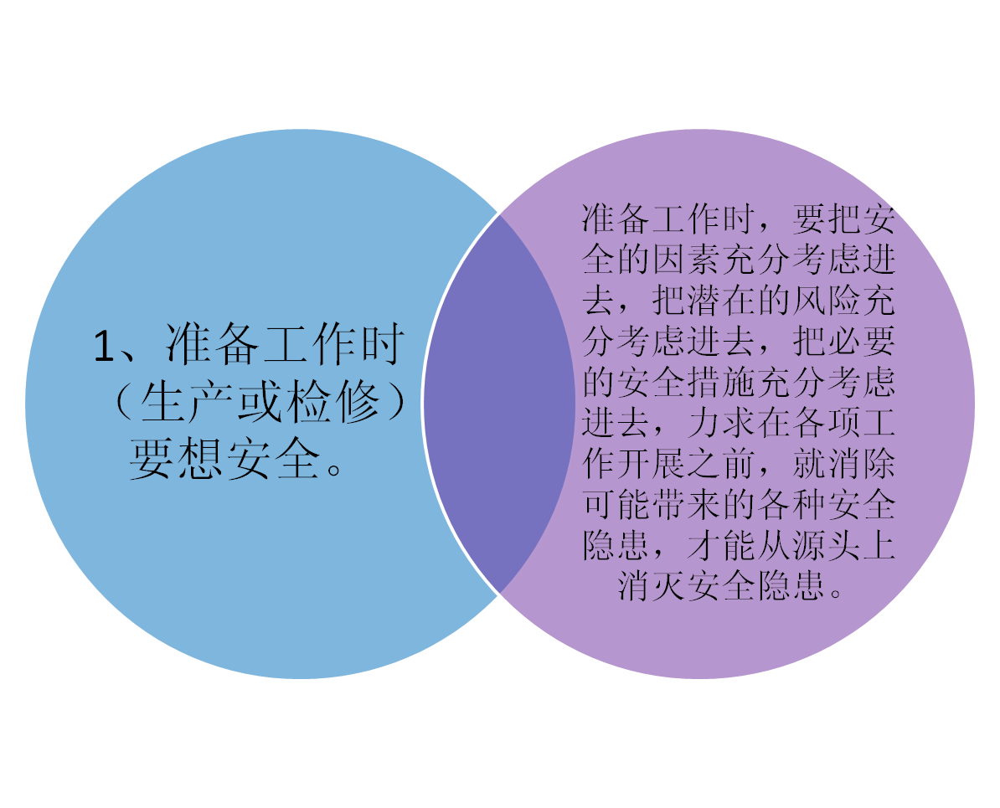 1、准备工作时
（生产或检修）
要想安全。
准备工作时，要把安
全的因素充分考虑进
去，把潜在的风险充
分考虑进去，把必要
的安全措施充分考虑
进去，力求在各项工
作开展之前，就消除
可能带来的各种安全
隐患，才能从源头上
消灭安全隐患。